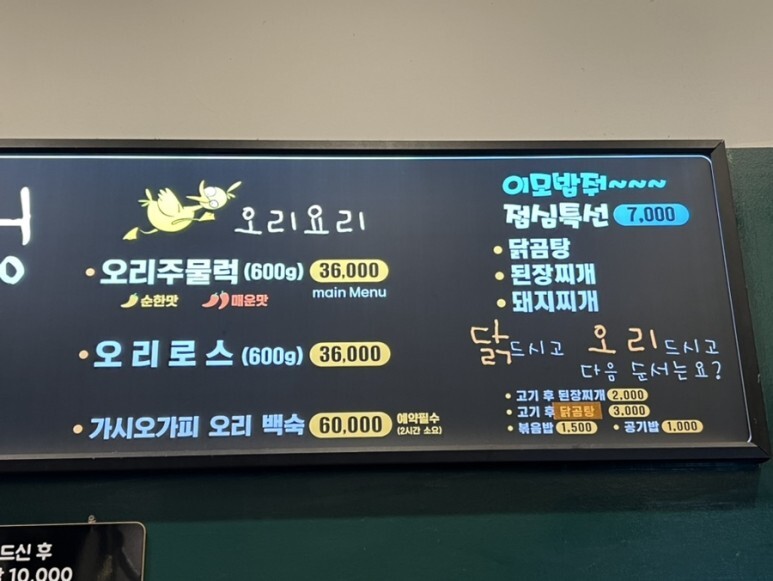 오리요리
오리주물럭 (600g) 36,000
순한맛 매운맛 main Menu
오리로스 (600g) 36,000
가시오가피 오리 백숙 60,000 예약필수
(2시간 소요)
이모밥줘~~~
점심특선 7,000
닭곰탕
된장찌개
돼지찌개
닭드시고 오리드시고
다음 순서는요?
고기 후 된장찌개 2,000
고기 후 닭곰탕 3,000
볶음밥 1,500 공기밥 1,000
드신 후
10,000